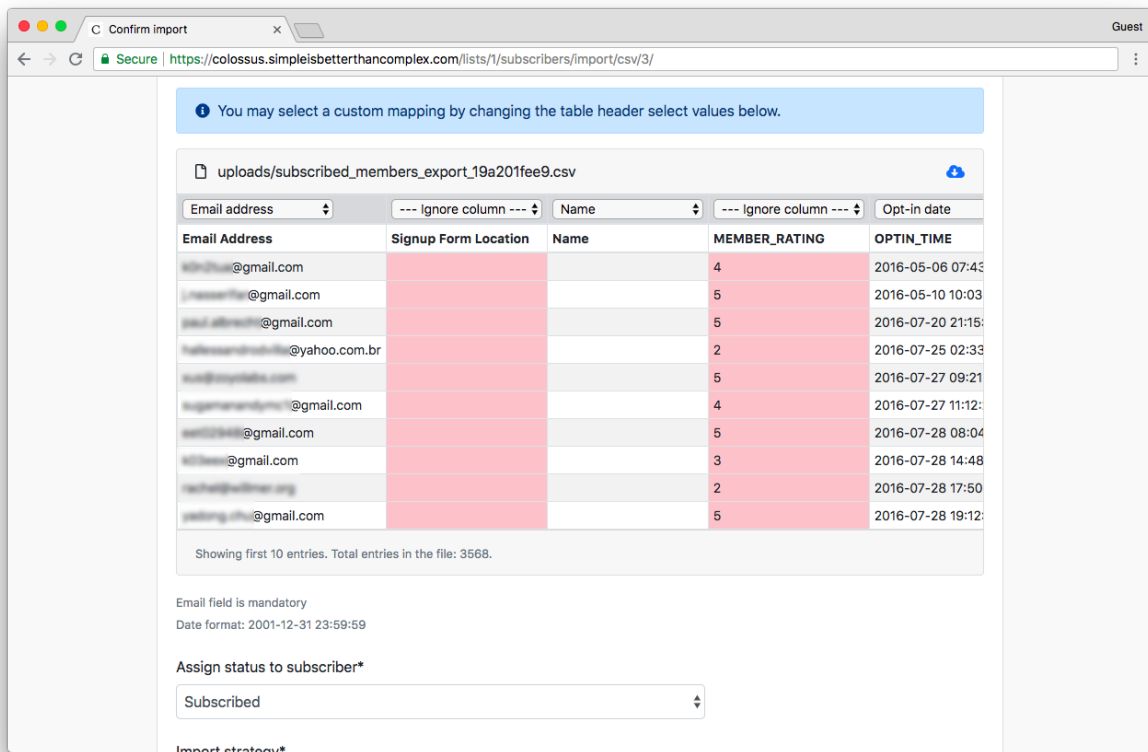 C Confirm import × Guest
Secure https://colossus.simpleisbetterthancomplex.com/lists/1/subscribers/import/csv/3/
You may select a custom mapping by changing the table header select values below.
uploads/subscribed_members_export_19a201fee9.csv
Email address --- Ignore column --- Name --- Ignore column --- Opt-in date
Email Address Signup Form Location Name MEMBER_RATING OPTIN_TIME
@gmail.com 4 2016-05-06 07:43
@gmail.com 5 2016-05-10 10:03
@gmail.com 5 2016-07-20 21:15:
@yahoo.com.br 2 2016-07-25 02:33
5 2016-07-27 09:21
@gmail.com 4 2016-07-27 11:12:
@gmail.com 5 2016-07-28 08:04
@gmail.com 3 2016-07-28 14:48
2 2016-07-28 17:50
@gmail.com 5 2016-07-28 19:12:
Showing first 10 entries. Total entries in the file: 3568.
Email field is mandatory
Date format: 2001-12-31 23:59:59
Assign status to subscriber*
Subscribed
Import strategy*